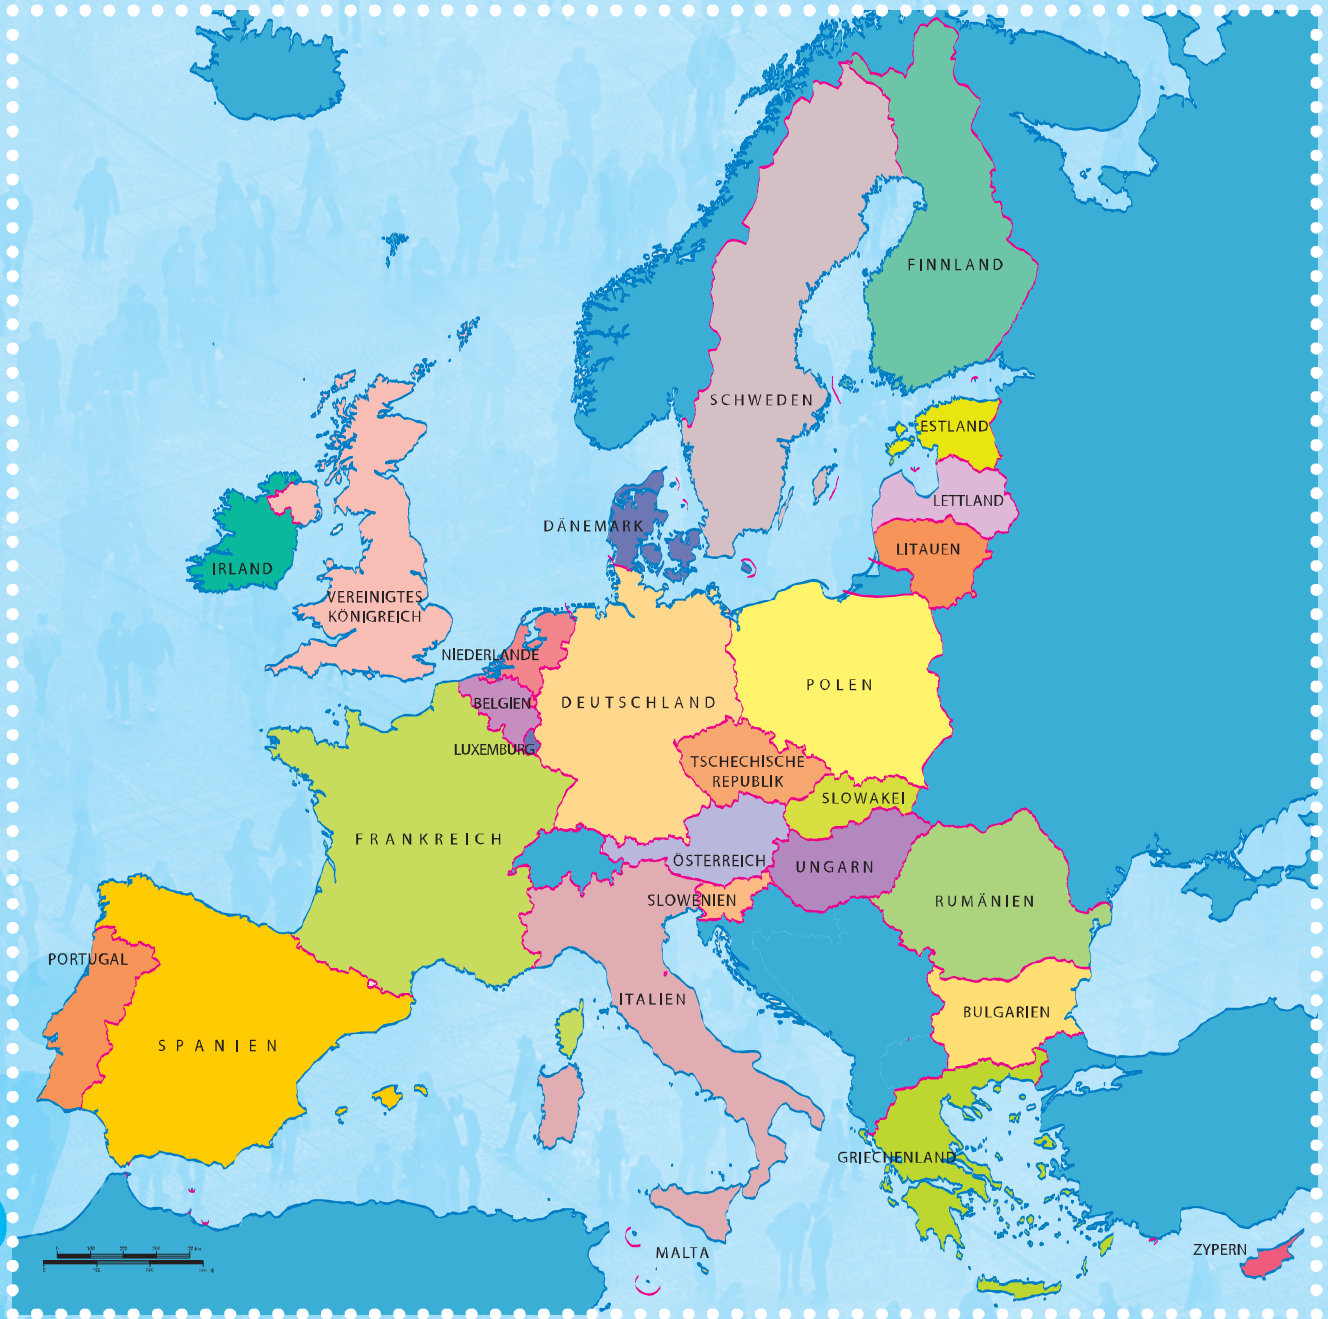 FINNLAND
SCHWEDEN
ESTLAND
LETTLAND
DÄNEMARK
LITAUEN
IRLAND
VEREINIGTES
KÖNIGREICH
NIEDERLANDE
POLEN
BELGIEN
DEUTSCHLAND
LUXEMBURG
TSCHECHISCHE
REPUBLIK
SLOWAKEI
FRANKREICH
ÖSTERREICH
UNGARN
SLOWENIEN
RUMÄNIEN
PORTUGAL
ITALIEN
BULGARIEN
SPANIEN
GRIECHENLAND
MALTA
ZYPERN